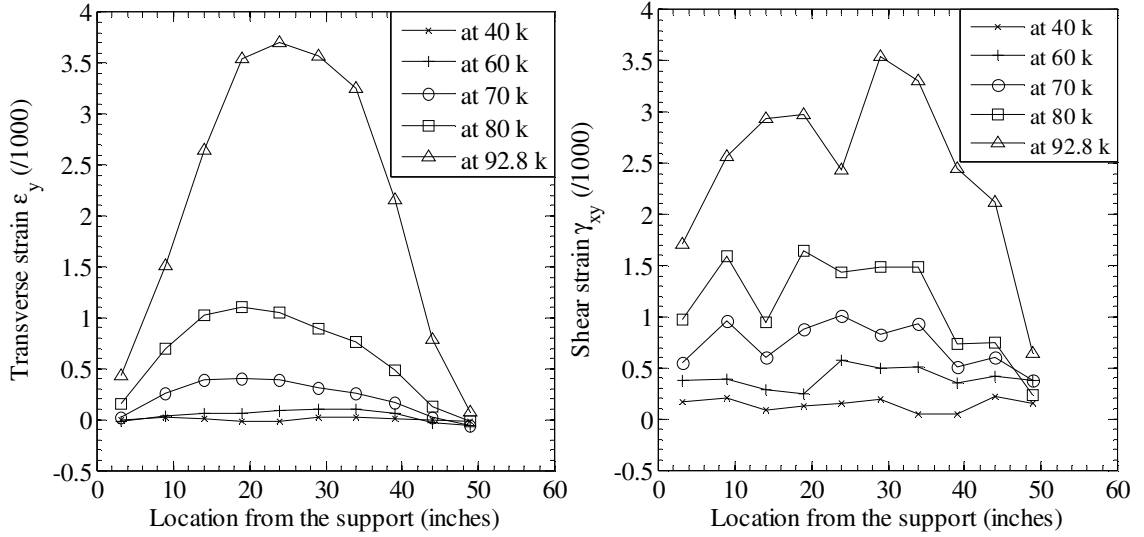 Transverse strain ε_y (/1000)
4
3.5
3
2.5
2
1.5
1
0.5
0
-0.5
at 40 k
at 60 k
at 70 k
at 80 k
at 92.8 k
0 10 20 30 40 50 60
Location from the support (inches)
Shear strain γ_xy (/1000)
4
3.5
3
2.5
2
1.5
1
0.5
0
-0.5
at 40 k
at 60 k
at 70 k
at 80 k
at 92.8 k
0 10 20 30 40 50 60
Location from the support (inches)